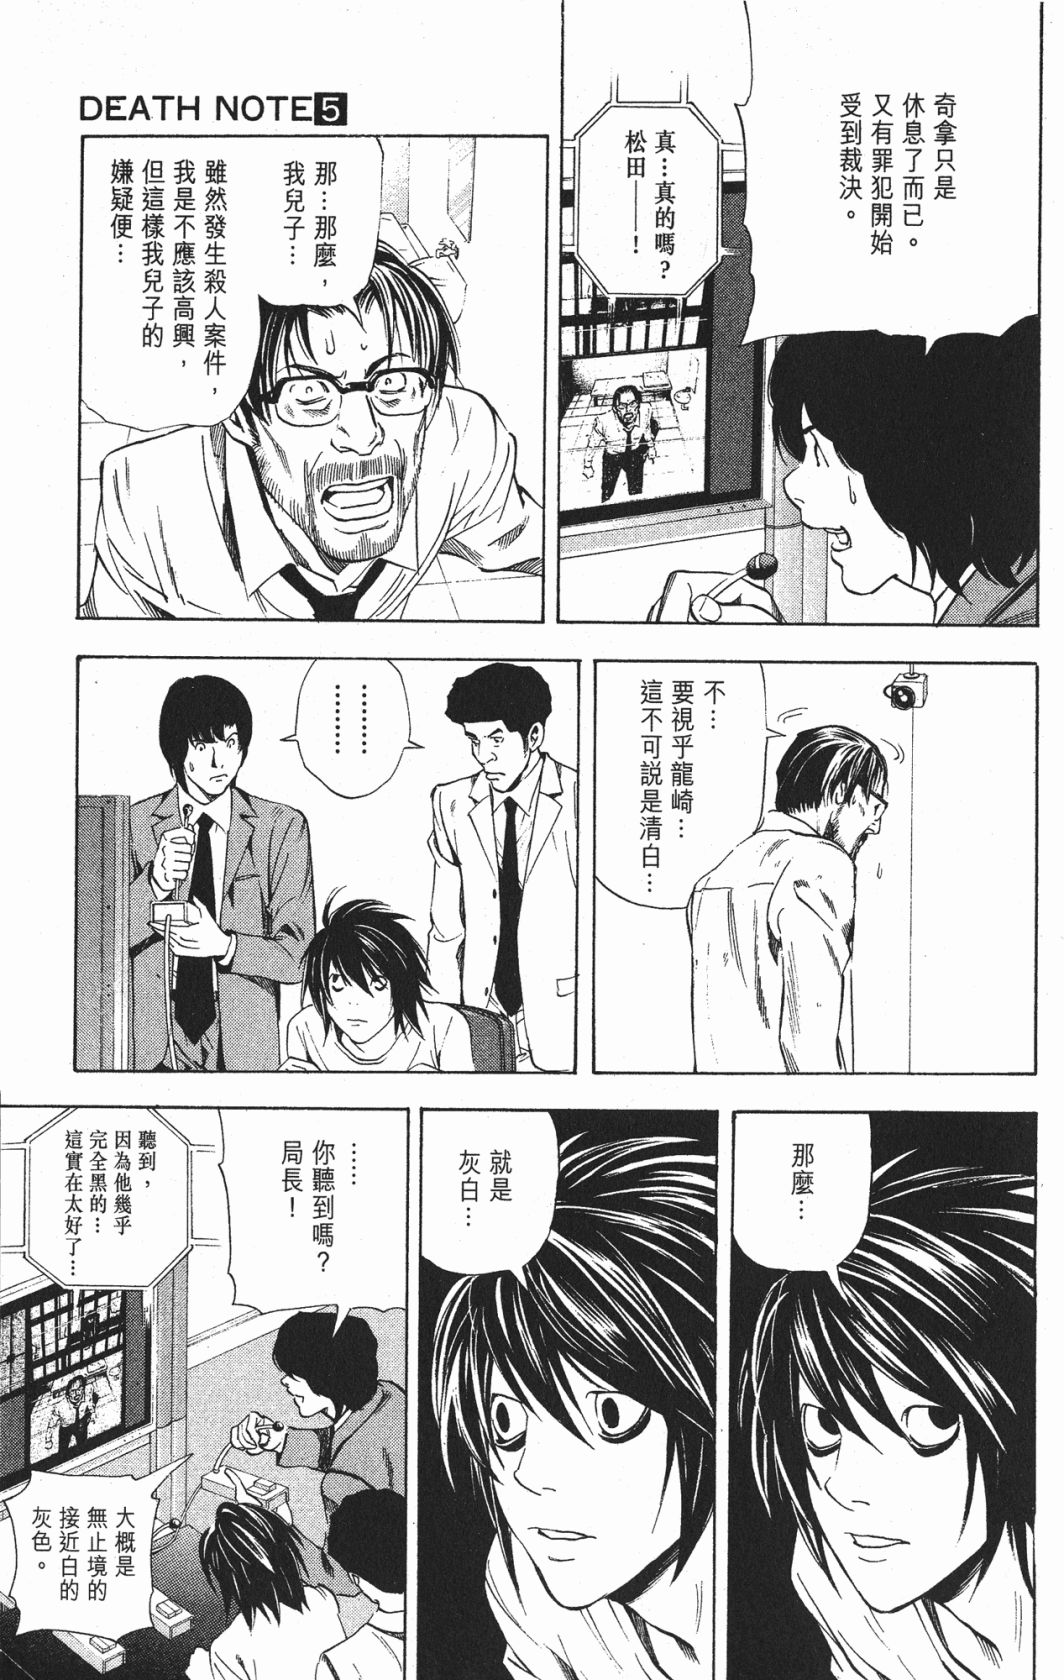 DEATH NOTE 5
奇拿只是
休息了而已。
又有罪犯開始
受到裁決。
真…真的嗎？
松田——！
那…那麼，
我兒子…
雖然發生殺人案件，
我是不應該高興，
但這樣我兒子的
嫌疑便…
不…
要視乎龍崎…
這不可說是清白…
………
………
那麼…
就是
灰白…
……
你聽到嗎？
局長！
聽到，
因為他幾乎
完全黑的…
這實在太好了…
大概是
無止境的
接近白的
灰色。